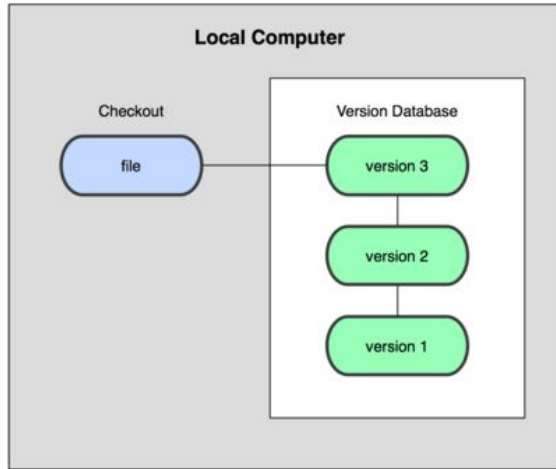 Local Computer
Checkout
Version Database
file
version 3
version 2
version 1